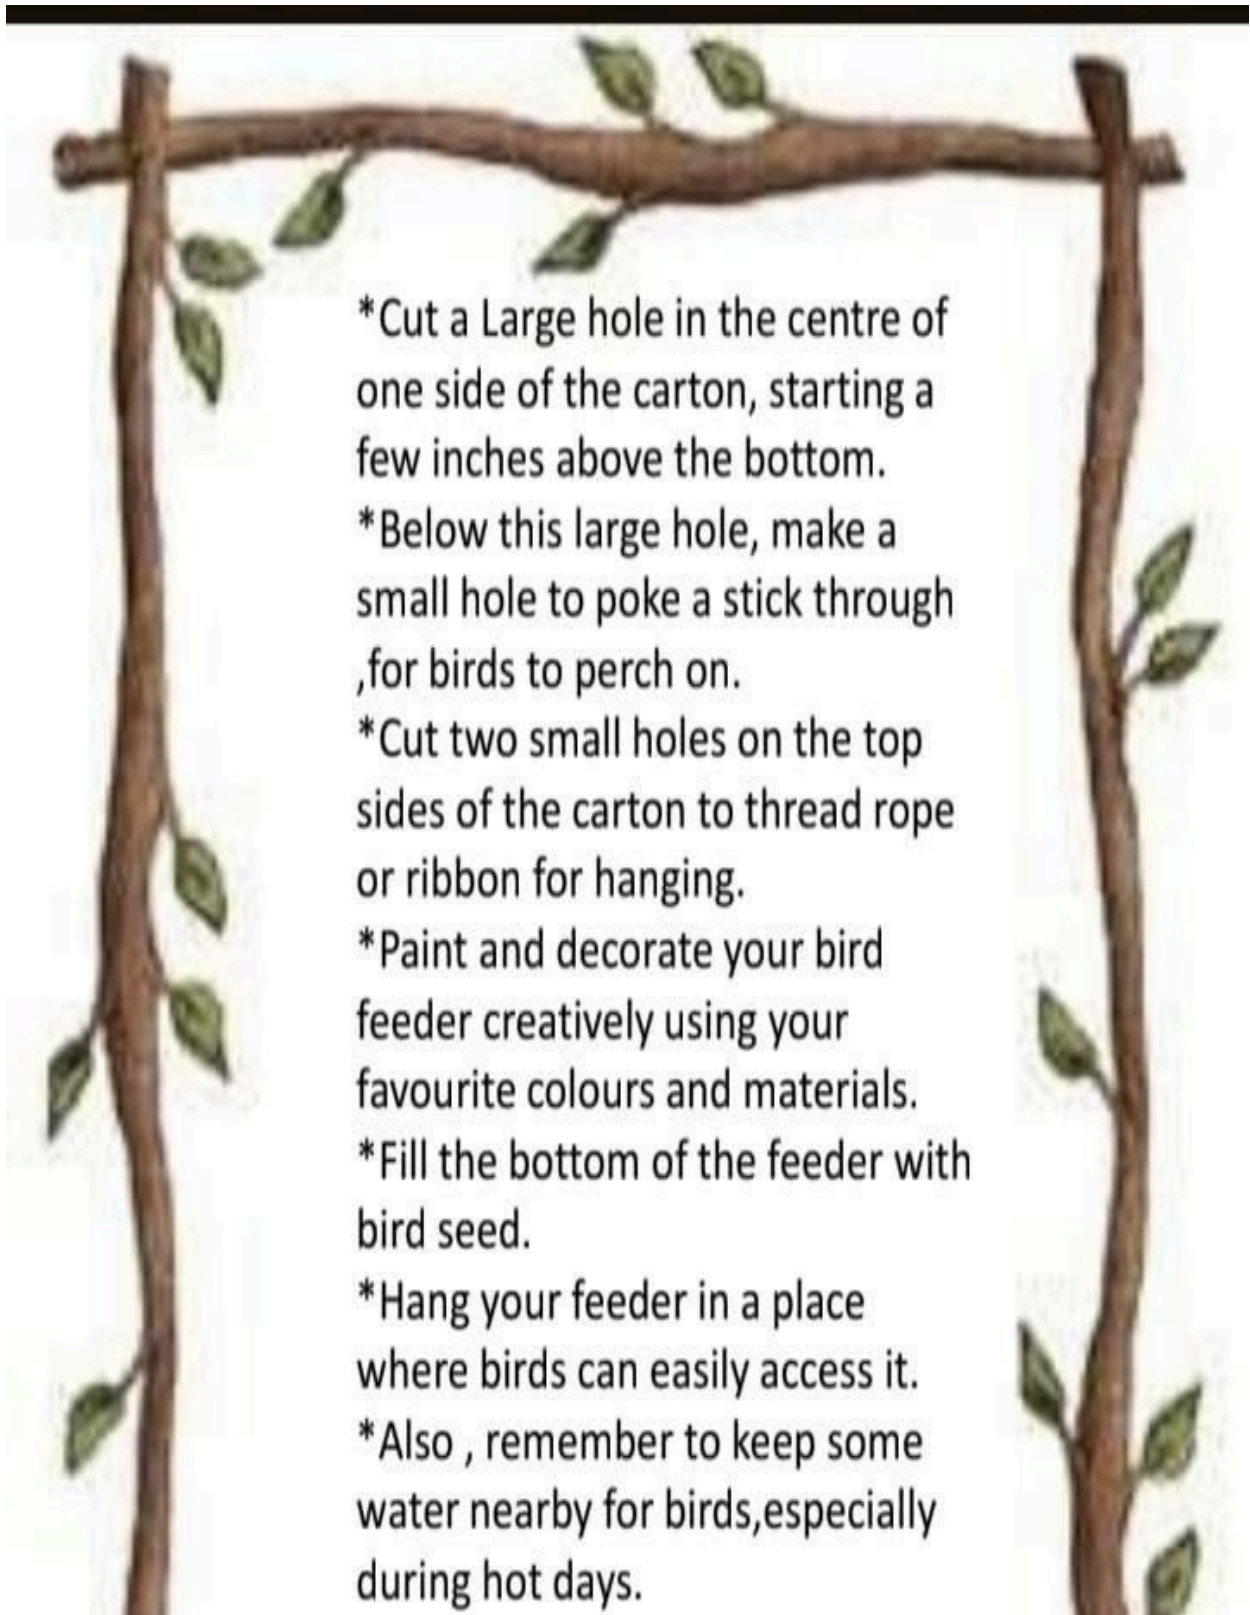 *Cut a Large hole in the centre of
one side of the carton, starting a
few inches above the bottom.
*Below this large hole, make a
small hole to poke a stick through
,for birds to perch on.
*Cut two small holes on the top
sides of the carton to thread rope
or ribbon for hanging.
*Paint and decorate your bird
feeder creatively using your
favourite colours and materials.
*Fill the bottom of the feeder with
bird seed.
*Hang your feeder in a place
where birds can easily access it.
*Also , remember to keep some
water nearby for birds,especially
during hot days.